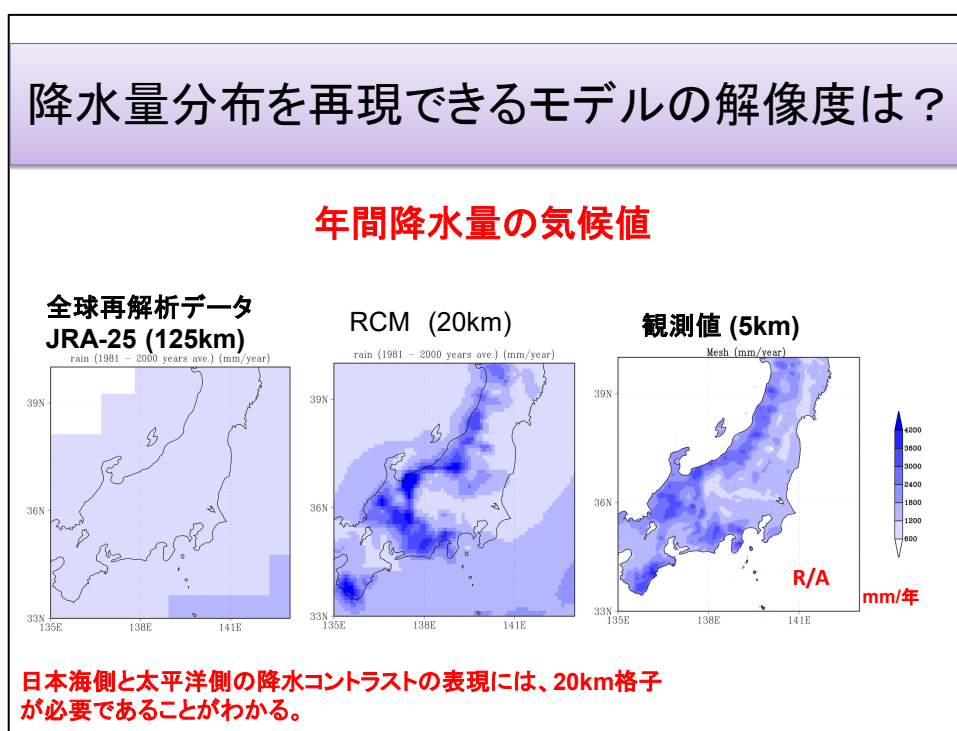 降水量分布を再現できるモデルの解像度は？
年間降水量の気候値
全球再解析データ
JRA-25 (125km)
rain (1981 - 2000 years ave.) (mm/year)
39N
36N
33N
135E 138E 141E
RCM (20km)
rain (1981 - 2000 years ave.) (mm/year)
39N
36N
33N
135E 138E 141E
観測値 (5km)
Mesh (mm/year)
39N
36N
33N
135E 138E 141E
R/A
4200
3600
3000
2400
1800
1200
600
mm/年
日本海側と太平洋側の降水コントラストの表現には、20km格子
が必要であることがわかる。